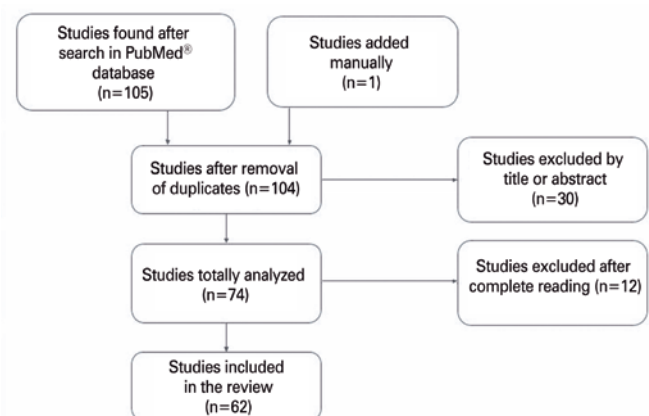 Studies found after
search in PubMed®
database
(n=105)
Studies added
manually
(n=1)
Studies after removal
of duplicates (n=104)
Studies excluded by
title or abstract
(n=30)
Studies totally analyzed
(n=74)
Studies excluded after
complete reading (n=12)
Studies included
in the review
(n=62)